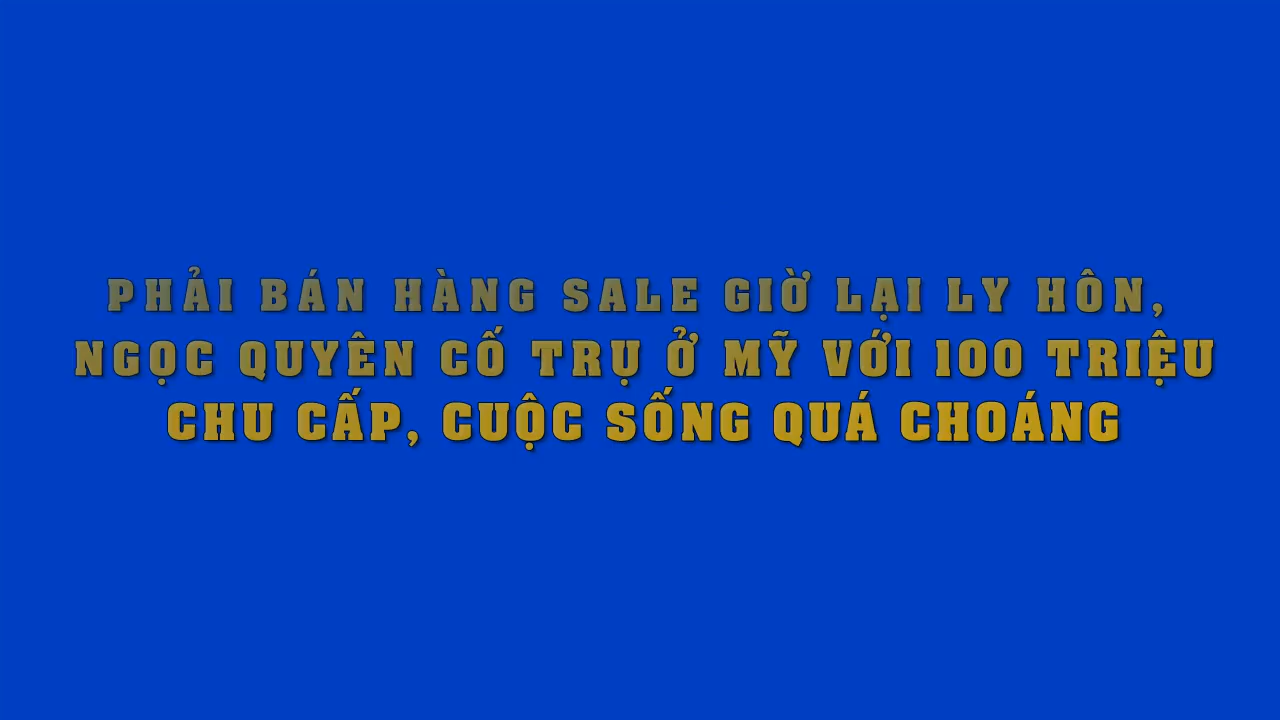 PHẢI BÁN HÀNG SALE GIỜ LẠI LY HÔN,
NGỌC QUYÊN CỐ TRỤ Ở MỸ VỚI 100 TRIỆU
CHU CẤP, CUỘC SỐNG QUÁ CHOÁNG